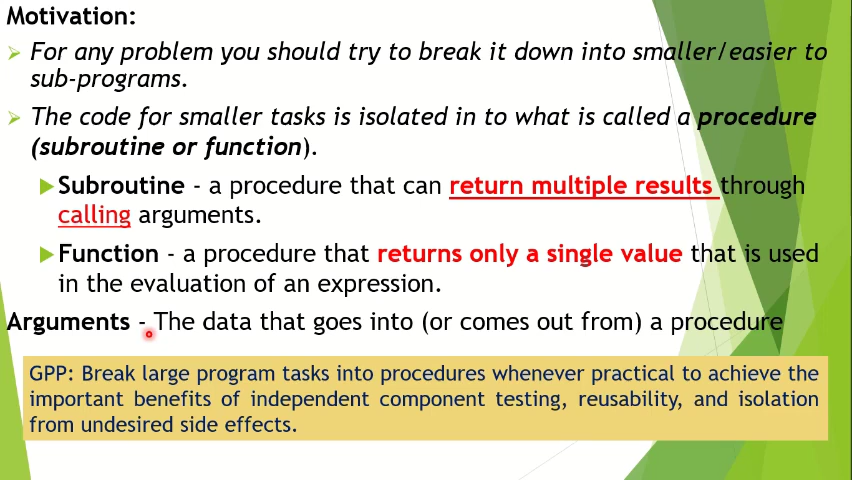 Motivation:
For any problem you should try to break it down into smaller/easier to
sub-programs.
The code for smaller tasks is isolated in to what is called a procedure
(subroutine or function).
Subroutine - a procedure that can return multiple results through
calling arguments.
Function - a procedure that returns only a single value that is used
in the evaluation of an expression.
Arguments - The data that goes into (or comes out from) a procedure
GPP: Break large program tasks into procedures whenever practical to achieve the
important benefits of independent component testing, reusability, and isolation
from undesired side effects.